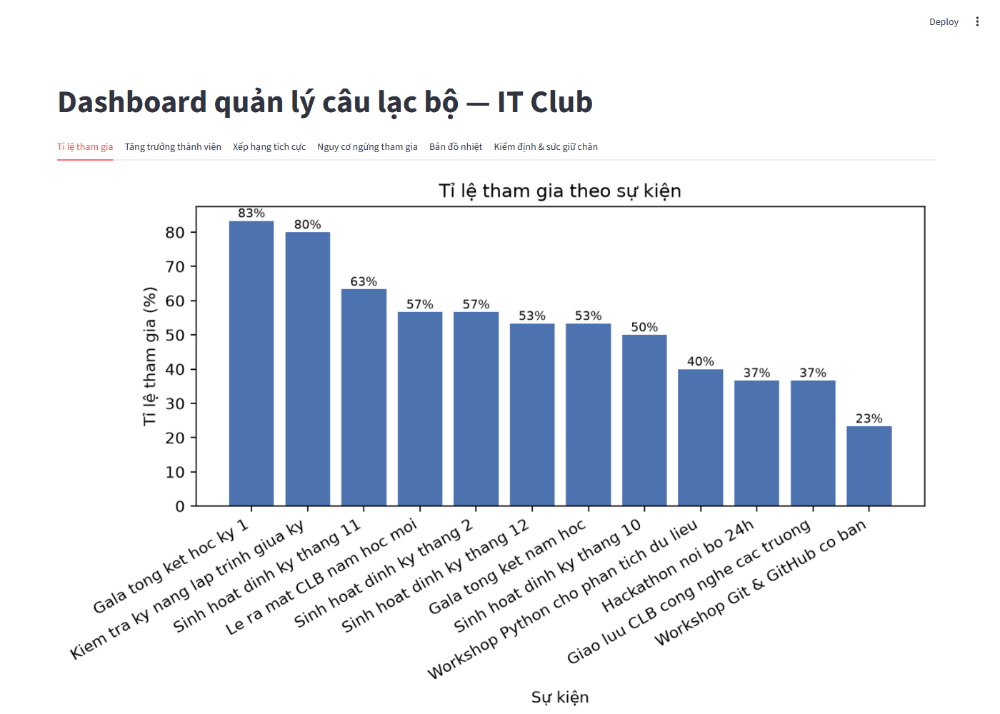 Deploy
Dashboard quản lý câu lạc bộ — IT Club
Tỉ lệ tham gia
Tăng trưởng thành viên
Xếp hạng tích cực
Nguy cơ ngừng tham gia
Bản đồ nhiệt
Kiểm định & sức giữ chân
Tỉ lệ tham gia theo sự kiện
83%
80%
63%
57%
57%
53%
53%
50%
40%
37%
37%
23%
Tỉ lệ tham gia (%)
80
70
60
50
40
30
20
10
0
Gala tong ket hoc ky 1
Kiem tra ky nang lap trinh giua ky
Sinh hoat dinh ky thang 11
Le ra mat CLB nam hoc moi
Sinh hoat dinh ky thang 2
Sinh hoat dinh ky thang 12
Gala tong ket nam hoc
Sinh hoat dinh ky thang 10
Workshop Python cho phan tich du lieu
Hackathon noi bo 24h
Giao luu CLB cong nghe cac truong
Workshop Git & GitHub co ban
Sự kiện